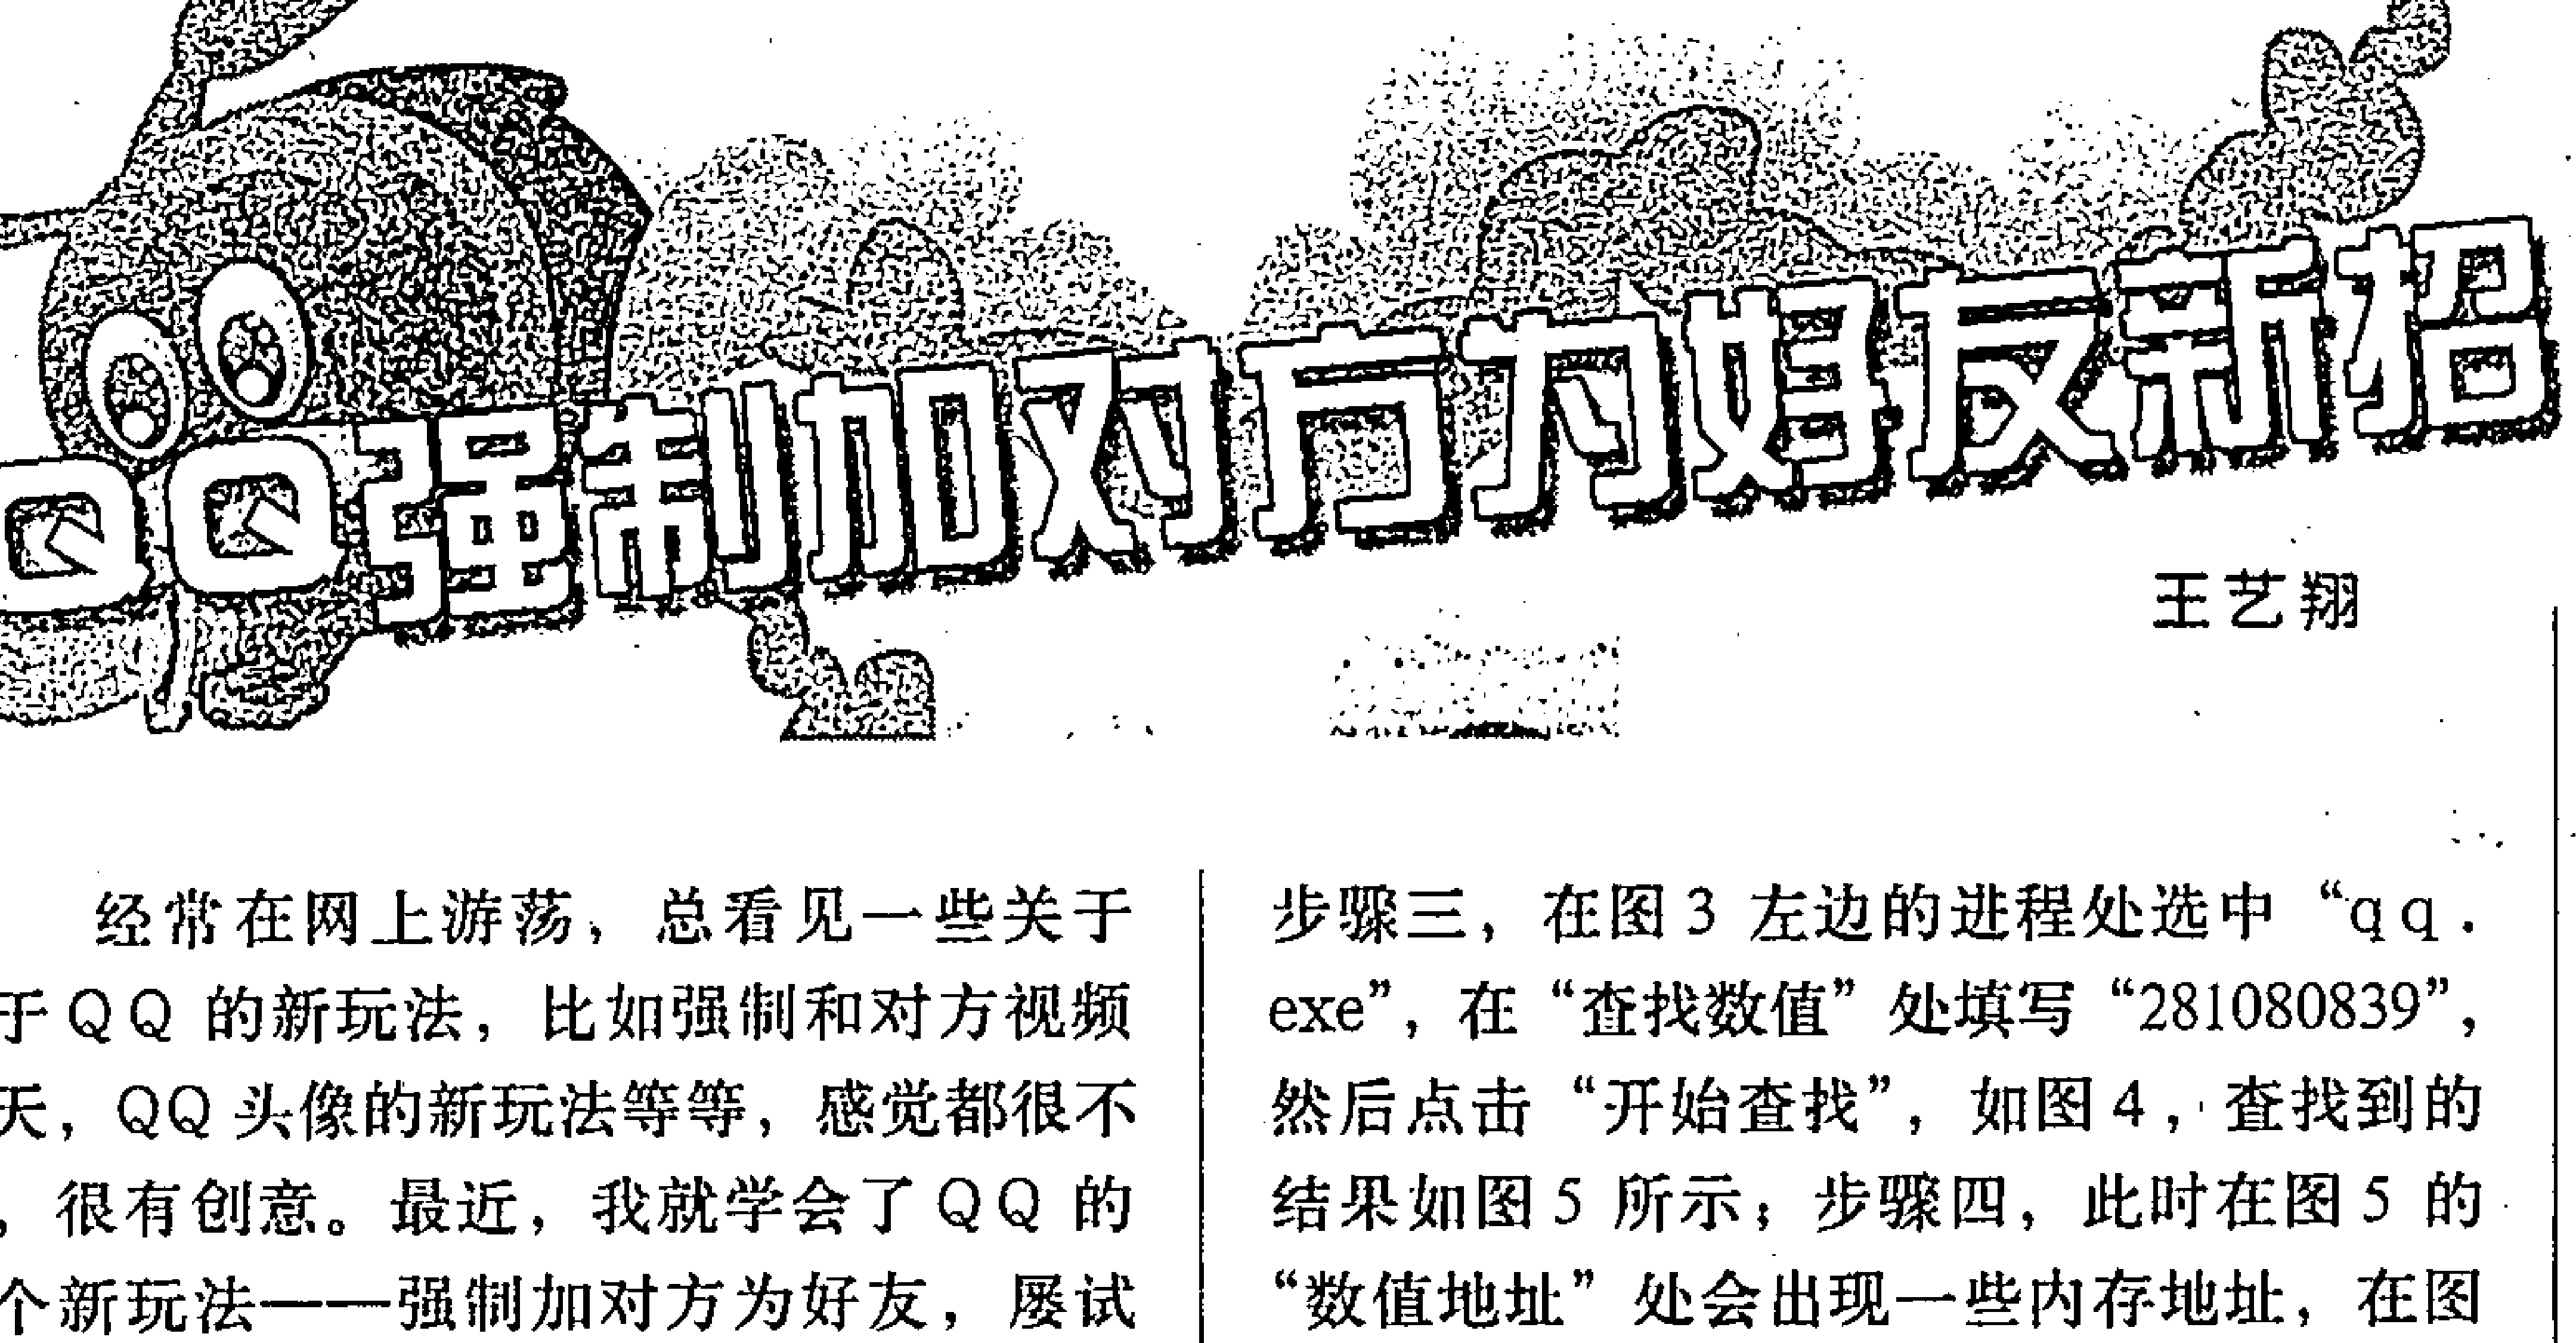 QQ强制加对方为好友新招
王艺翔
经常在网上游荡，总看见一些关于
于QQ 的新玩法，比如强制和对方视频
天，QQ 头像的新玩法等等，感觉都很不
，很有创意。最近，我就学会了QQ 的
个新玩法——强制加对方为好友，屡试
步骤三，在图3 左边的进程处选中“qq.
exe”，在“查找数值”处填写“281080839”，
然后点击“开始查找”，如图4，查找到的
结果如图5 所示；步骤四，此时在图5 的
“数值地址”处会出现一些内存地址，在图